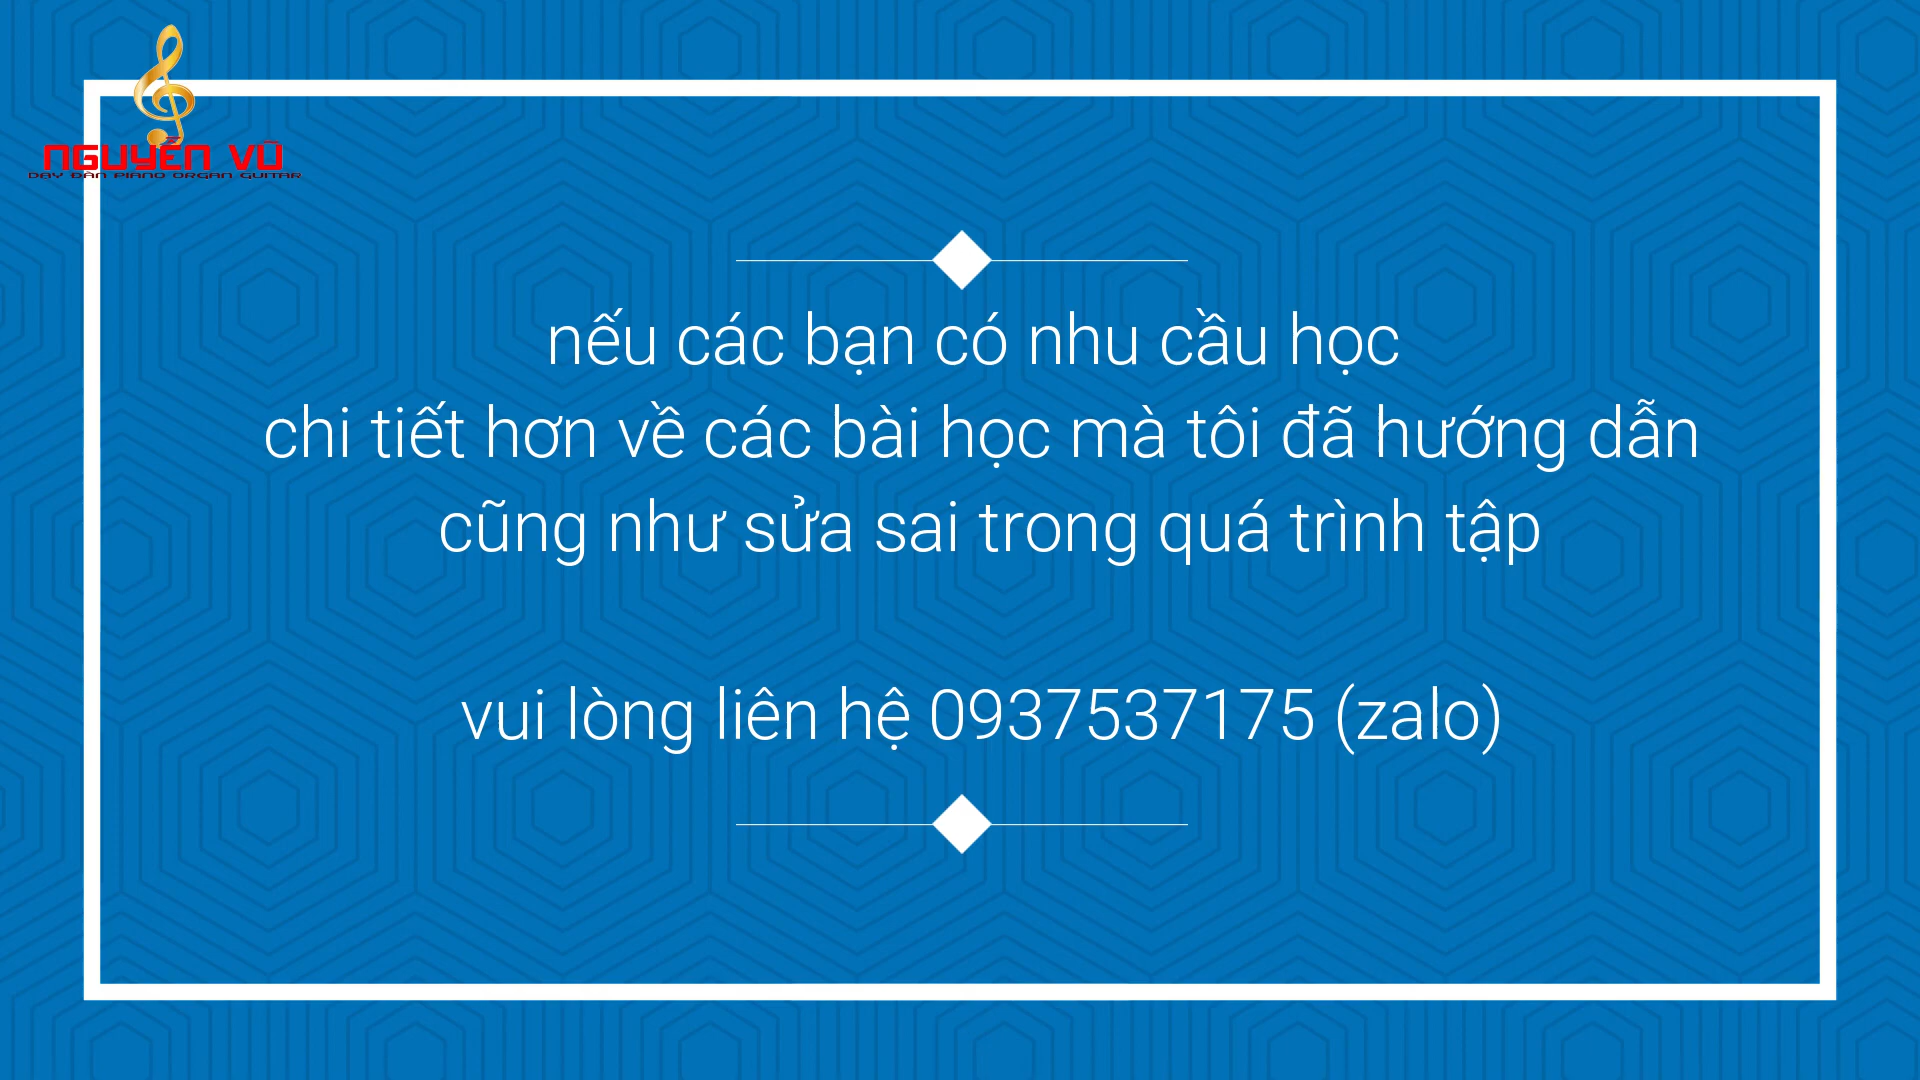 NGUYỄN VŨ
DẠY ĐÀN PIANO ORGAN GUITAR
nếu các bạn có nhu cầu học
chi tiết hơn về các bài học mà tôi đã hướng dẫn
cũng như sửa sai trong quá trình tập
vui lòng liên hệ 0937537175 (zalo)